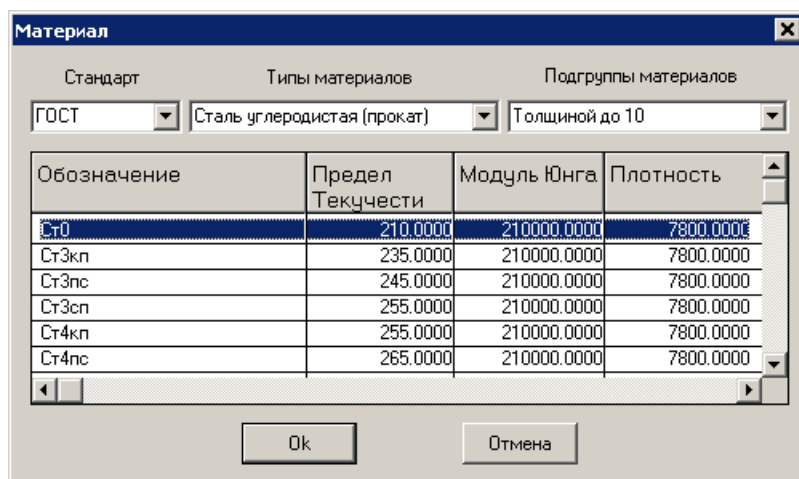 Материал
Стандарт Типы материалов Подгруппы материалов
ГОСТ Сталь углеродистая (прокат) Толщиной до 10
Обозначение Предел Текучести Модуль Юнга Плотность
Ст0 210.0000 210000.0000 7800.0000
Ст3кп 235.0000 210000.0000 7800.0000
Ст3пс 245.0000 210000.0000 7800.0000
Ст3сп 255.0000 210000.0000 7800.0000
Ст4кп 255.0000 210000.0000 7800.0000
Ст4пс 265.0000 210000.0000 7800.0000
Ok Отмена